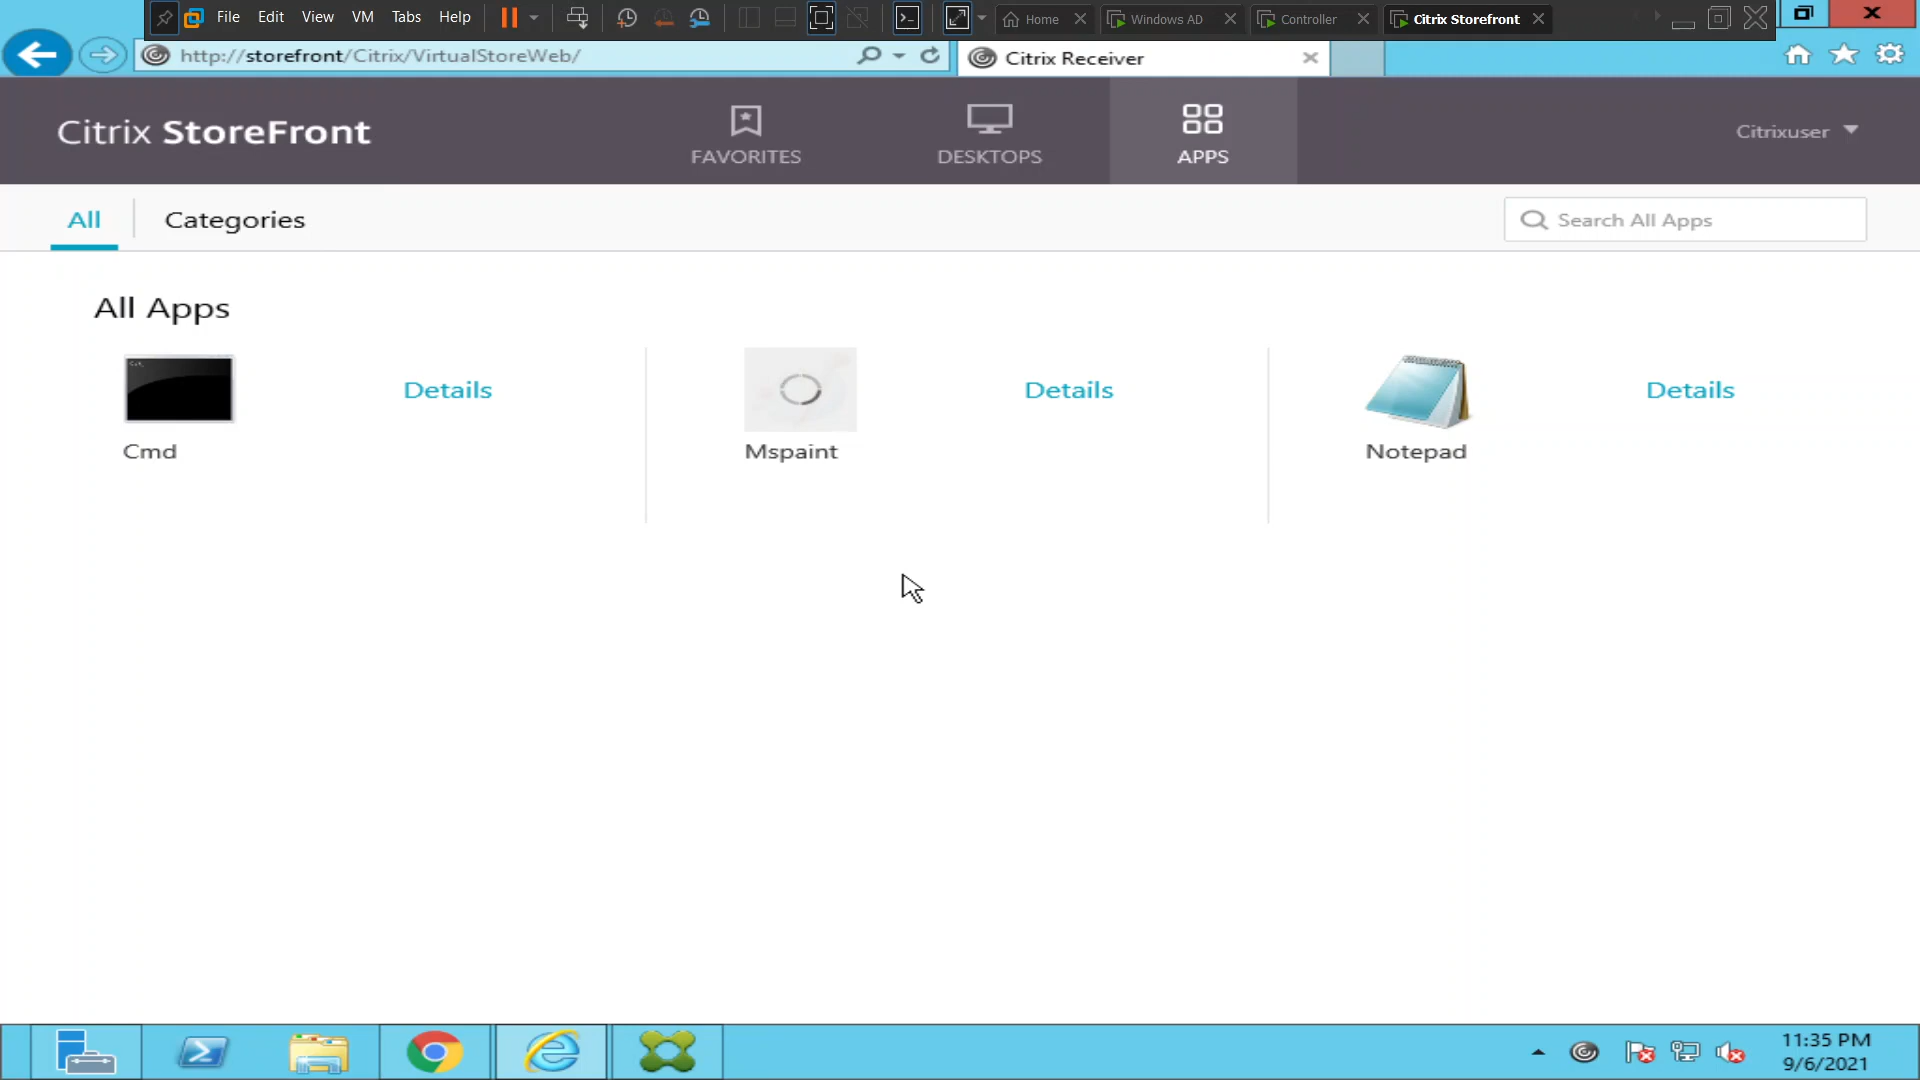 File Edit View VM Tabs Help
Home Windows AD Controller Citrix Storefront
http://storefront/Citrix/VirtualStoreWeb/
Citrix Receiver
Citrix StoreFront
FAVORITES
DESKTOPS
APPS
Citrixuser
All
Categories
Search All Apps
All Apps
Details
Cmd
Details
Mspaint
Details
Notepad
11:35 PM
9/6/2021